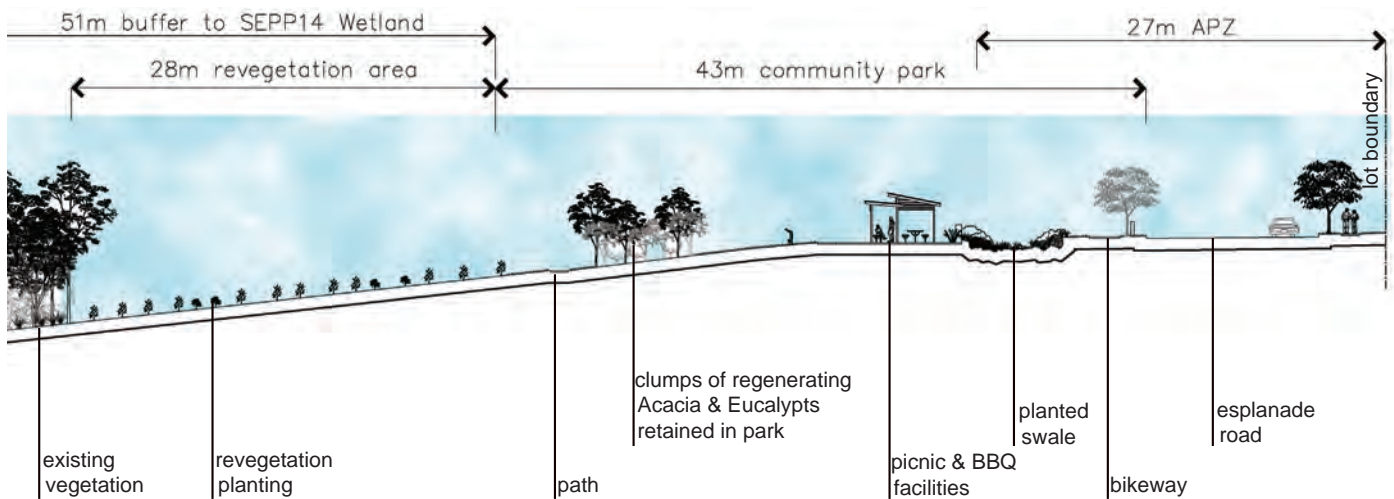 51m buffer to SEPP14 Wetland
27m APZ
28m revegetation area
43m community park
lot boundary
clumps of regenerating
Acacia & Eucalypts
retained in park
planted
swale
esplanade
road
existing
vegetation
revegetation
planting
path
picnic & BBQ
facilities
bikeway